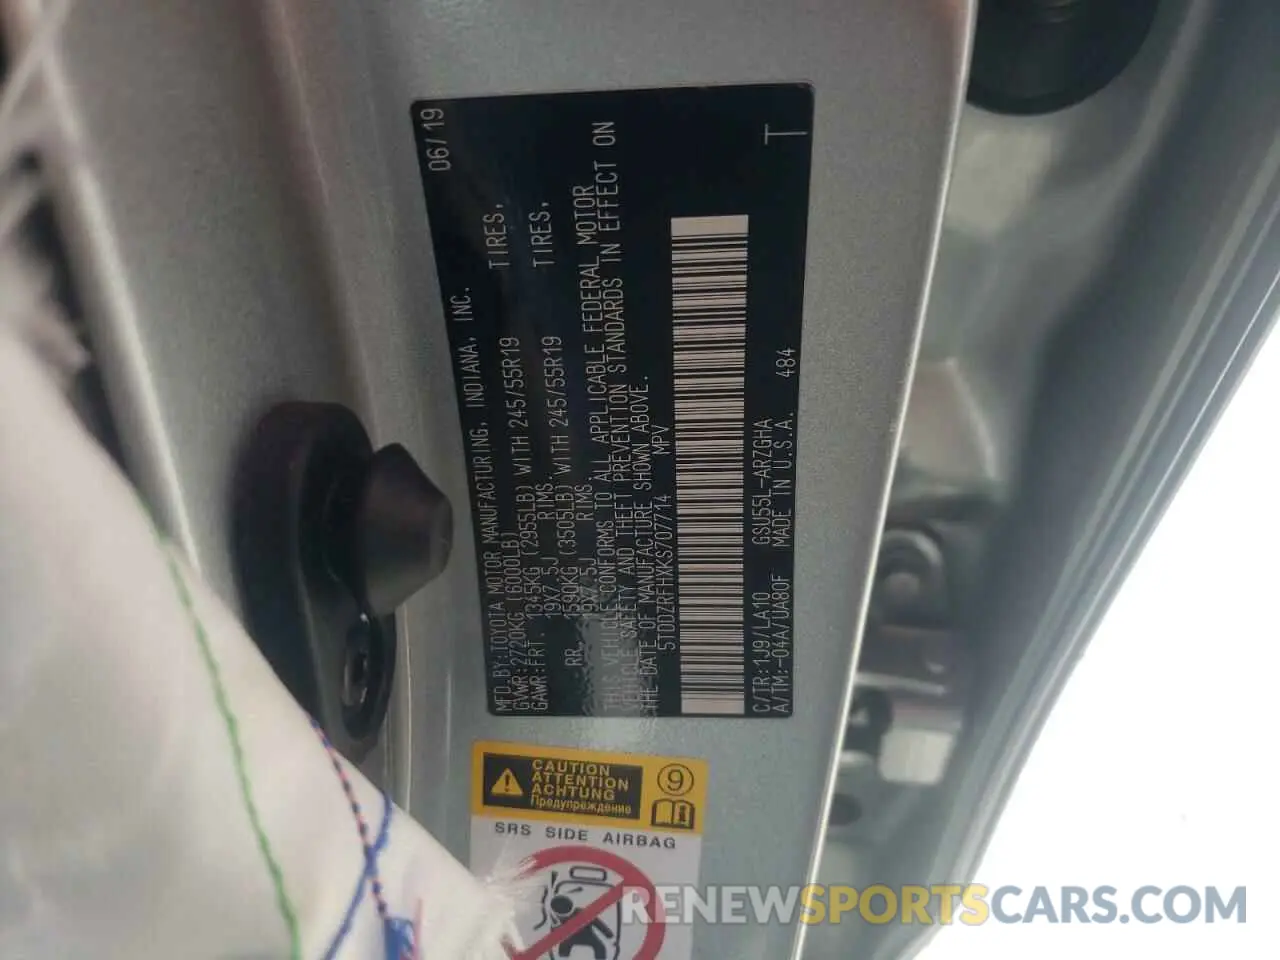 MFD.BY:TOYOTA MOTOR MANUFACTURING, INDIANA, INC. 06/19
GVWR:2720KG (6000LB)
GAWR:FRT. 1345KG (2955LB) WITH 245/55R19 TIRES,
19X7.5J RIMS.
RR. 1590KG (3505LB) WITH 245/55R19 TIRES,
19X7.5J RIMS.
THIS VEHICLE CONFORMS TO ALL APPLICABLE FEDERAL MOTOR
VEHICLE SAFETY AND THEFT PREVENTION STANDARDS IN EFFECT ON
THE DATE OF MANUFACTURE SHOWN ABOVE.
5TDDZRFHXKS707714 MPV
C/TR:1J9/LA10 GSU55L-ARZGHA
A/TM:-04A/UA80F MADE IN U.S.A. 484
T
CAUTION
ATTENTION
ACHTUNG
Предупреждение
9
SRS SIDE AIRBAG
RENEWSPORTSCARS.COM